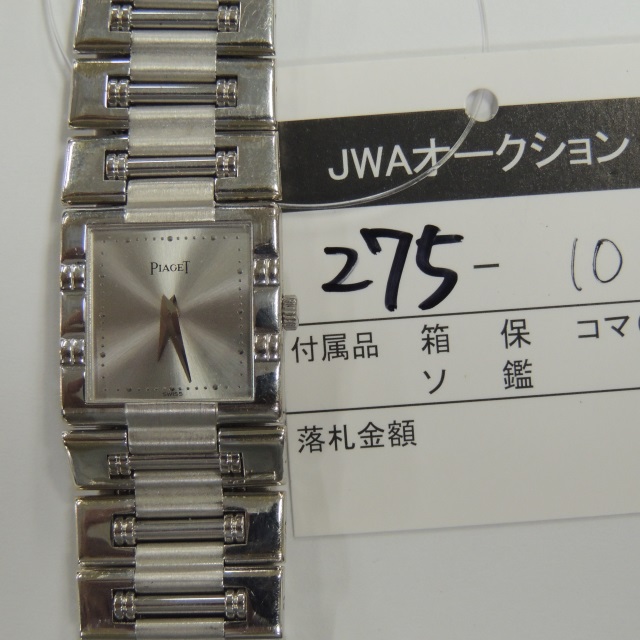 PIAGET
SWISS
JWAオークション
275-10
付属品 箱 保 コマ
ソ 鑑
落札金額